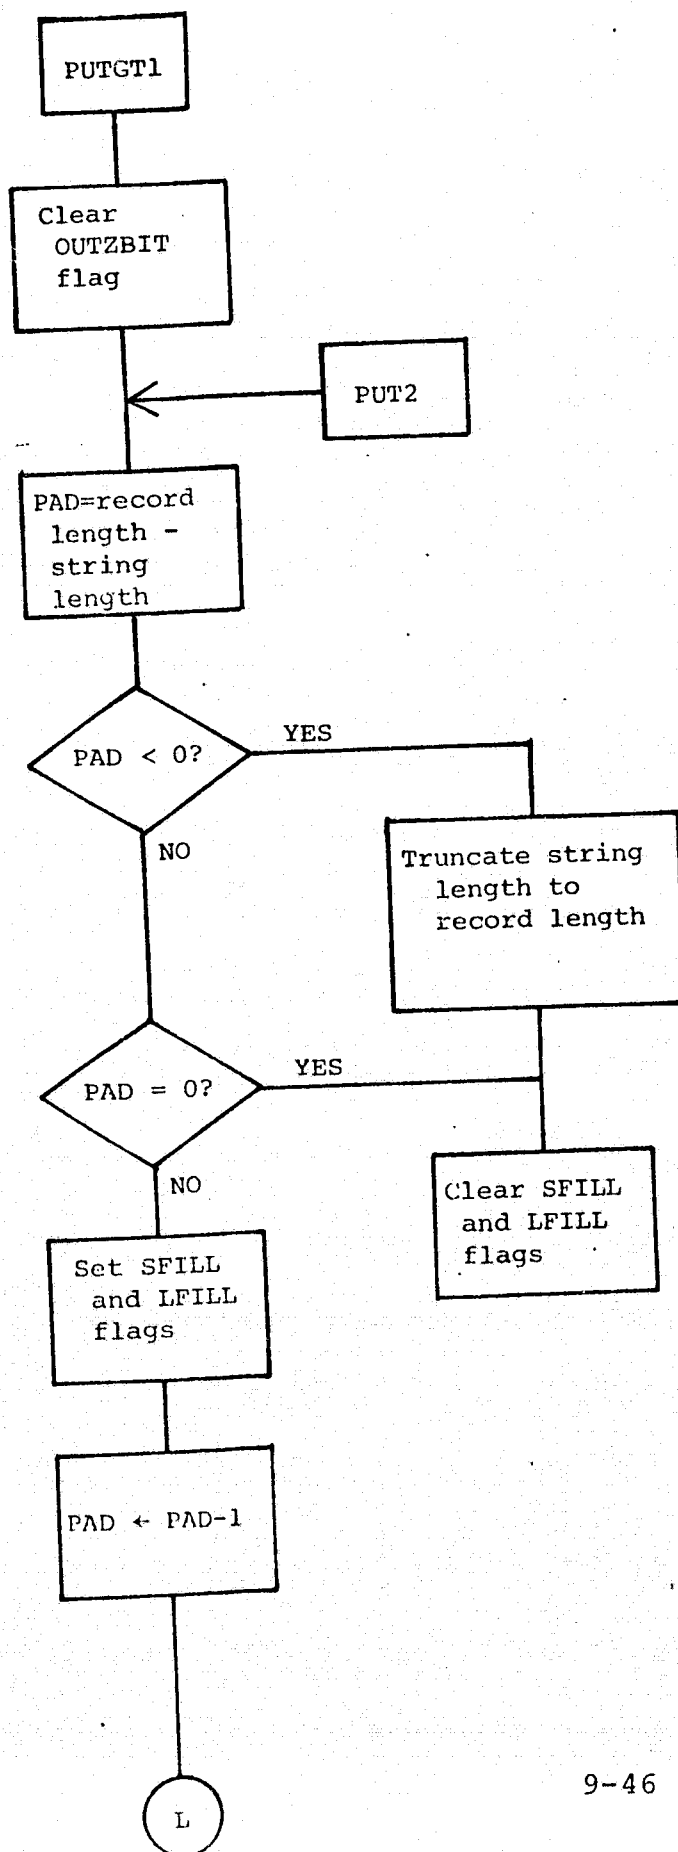 PUTGT1
Clear
OUTZBIT
flag
PUT2
PAD=record
length -
string
length
PAD < 0?
YES
NO
Truncate string
length to
record length
PAD = 0?
YES
NO
Clear SFILL
and LFILL
flags
Set SFILL
and LFILL
flags
PAD ← PAD-1
L
9-46